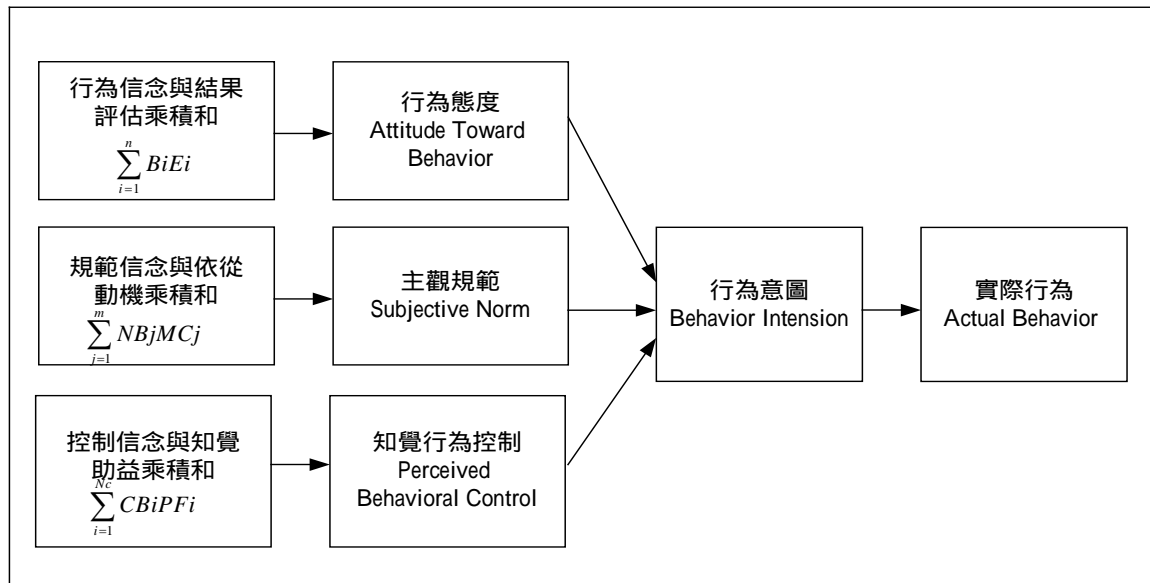 行為信念與結果
評估乘積和
n
∑ BiEi
i=1
行為態度
Attitude Toward
Behavior
規範信念與依從
動機乘積和
m
∑ NBjMCj
j=1
主觀規範
Subjective Norm
行為意圖
Behavior Intension
實際行為
Actual Behavior
控制信念與知覺
助益乘積和
Nc
∑ CBiPFi
i=1
知覺行為控制
Perceived
Behavioral Control